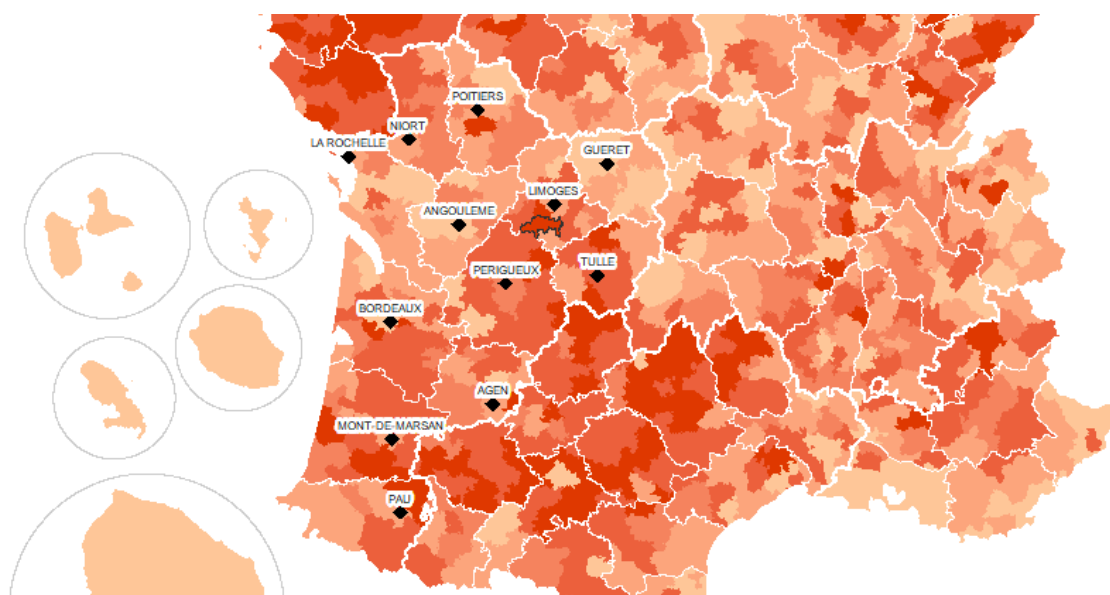 POITIERS
NIORT
LA ROCHELLE
GUERET
LIMOGES
ANGOULEME
TULLE
PERIGUEUX
BORDEAUX
AGEN
MONT-DE-MARSAN
PAU